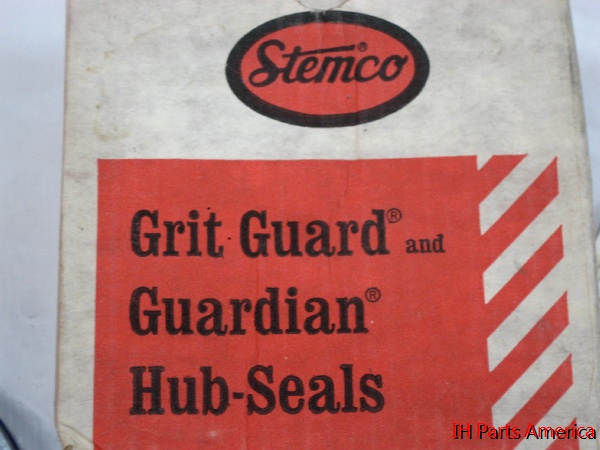 Stemco®
Grit Guard® and
Guardian®
Hub-Seals
IH Parts America